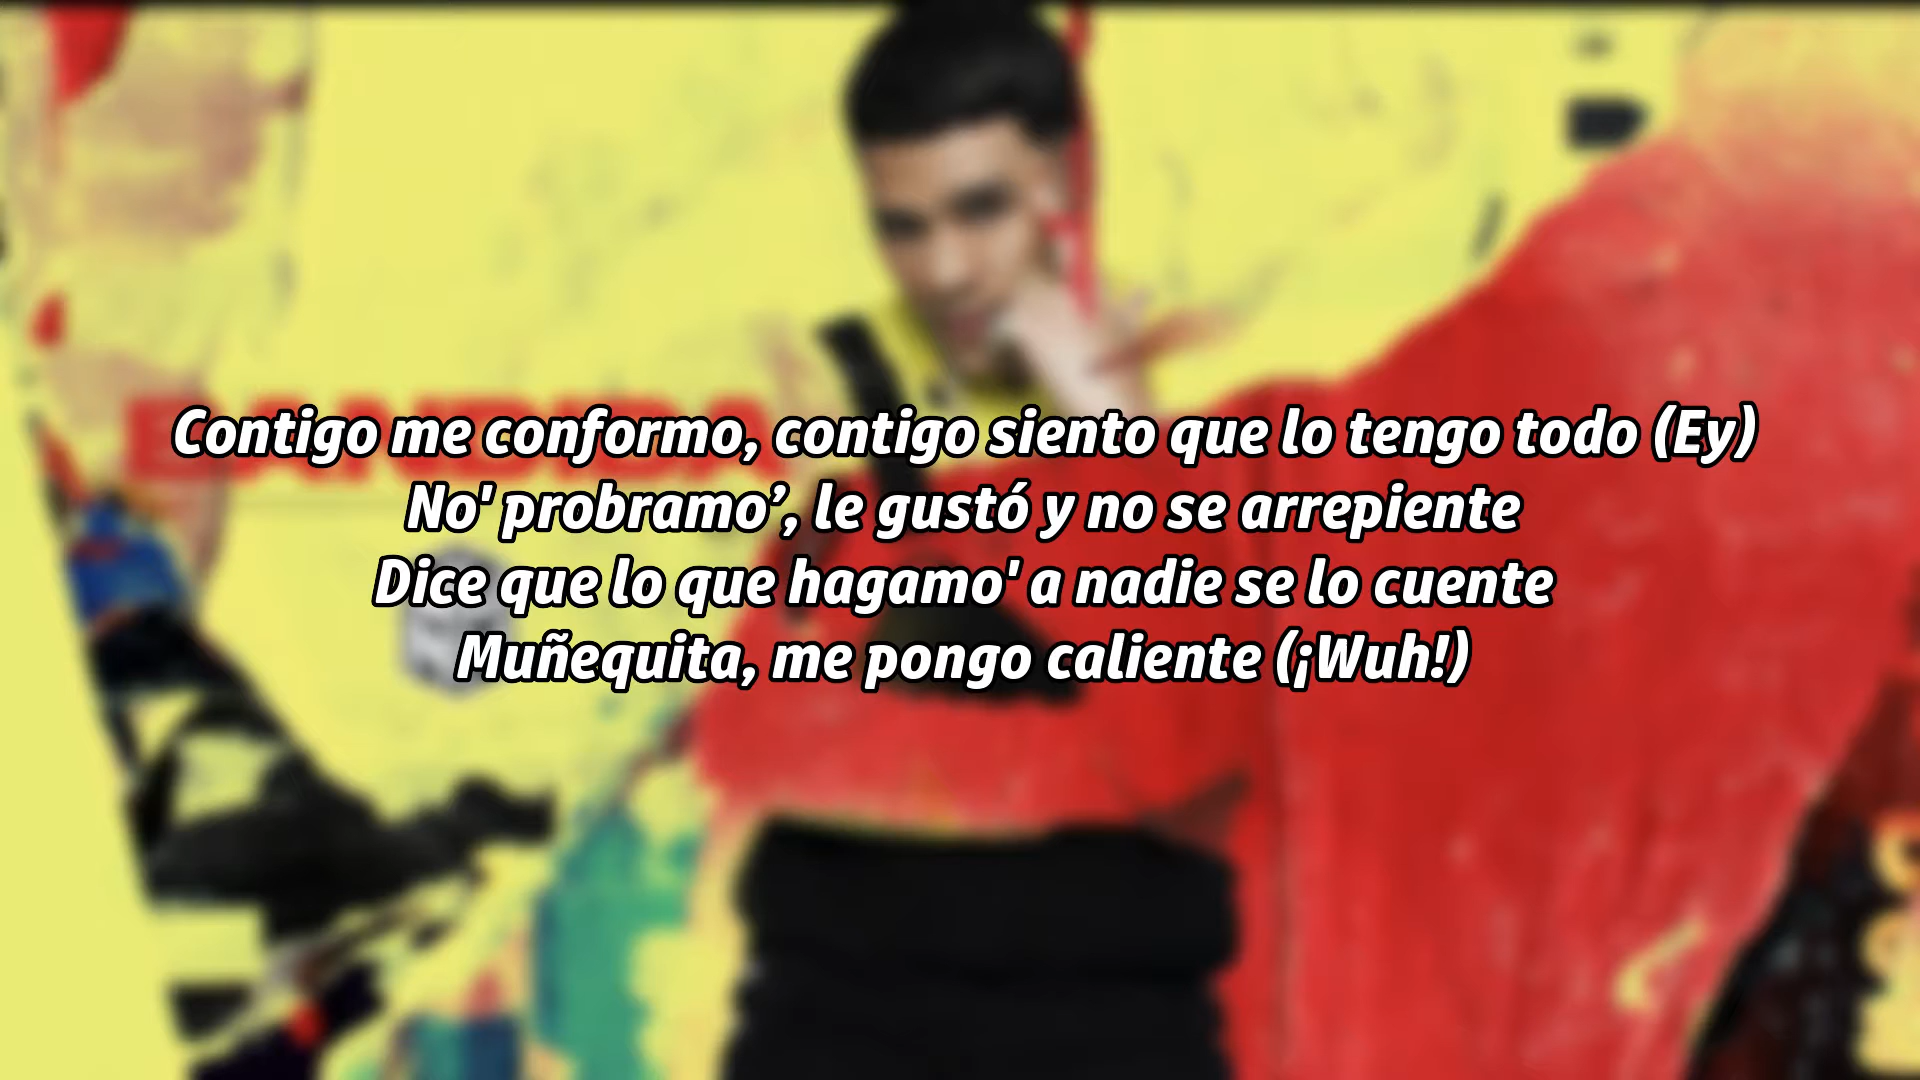 Contigo me conformo, contigo siento que lo tengo todo (Ey)
No' probramo’, le gustó y no se arrepiente
Dice que lo que hagamo' a nadie se lo cuente
Muñequita, me pongo caliente (¡Wuh!)